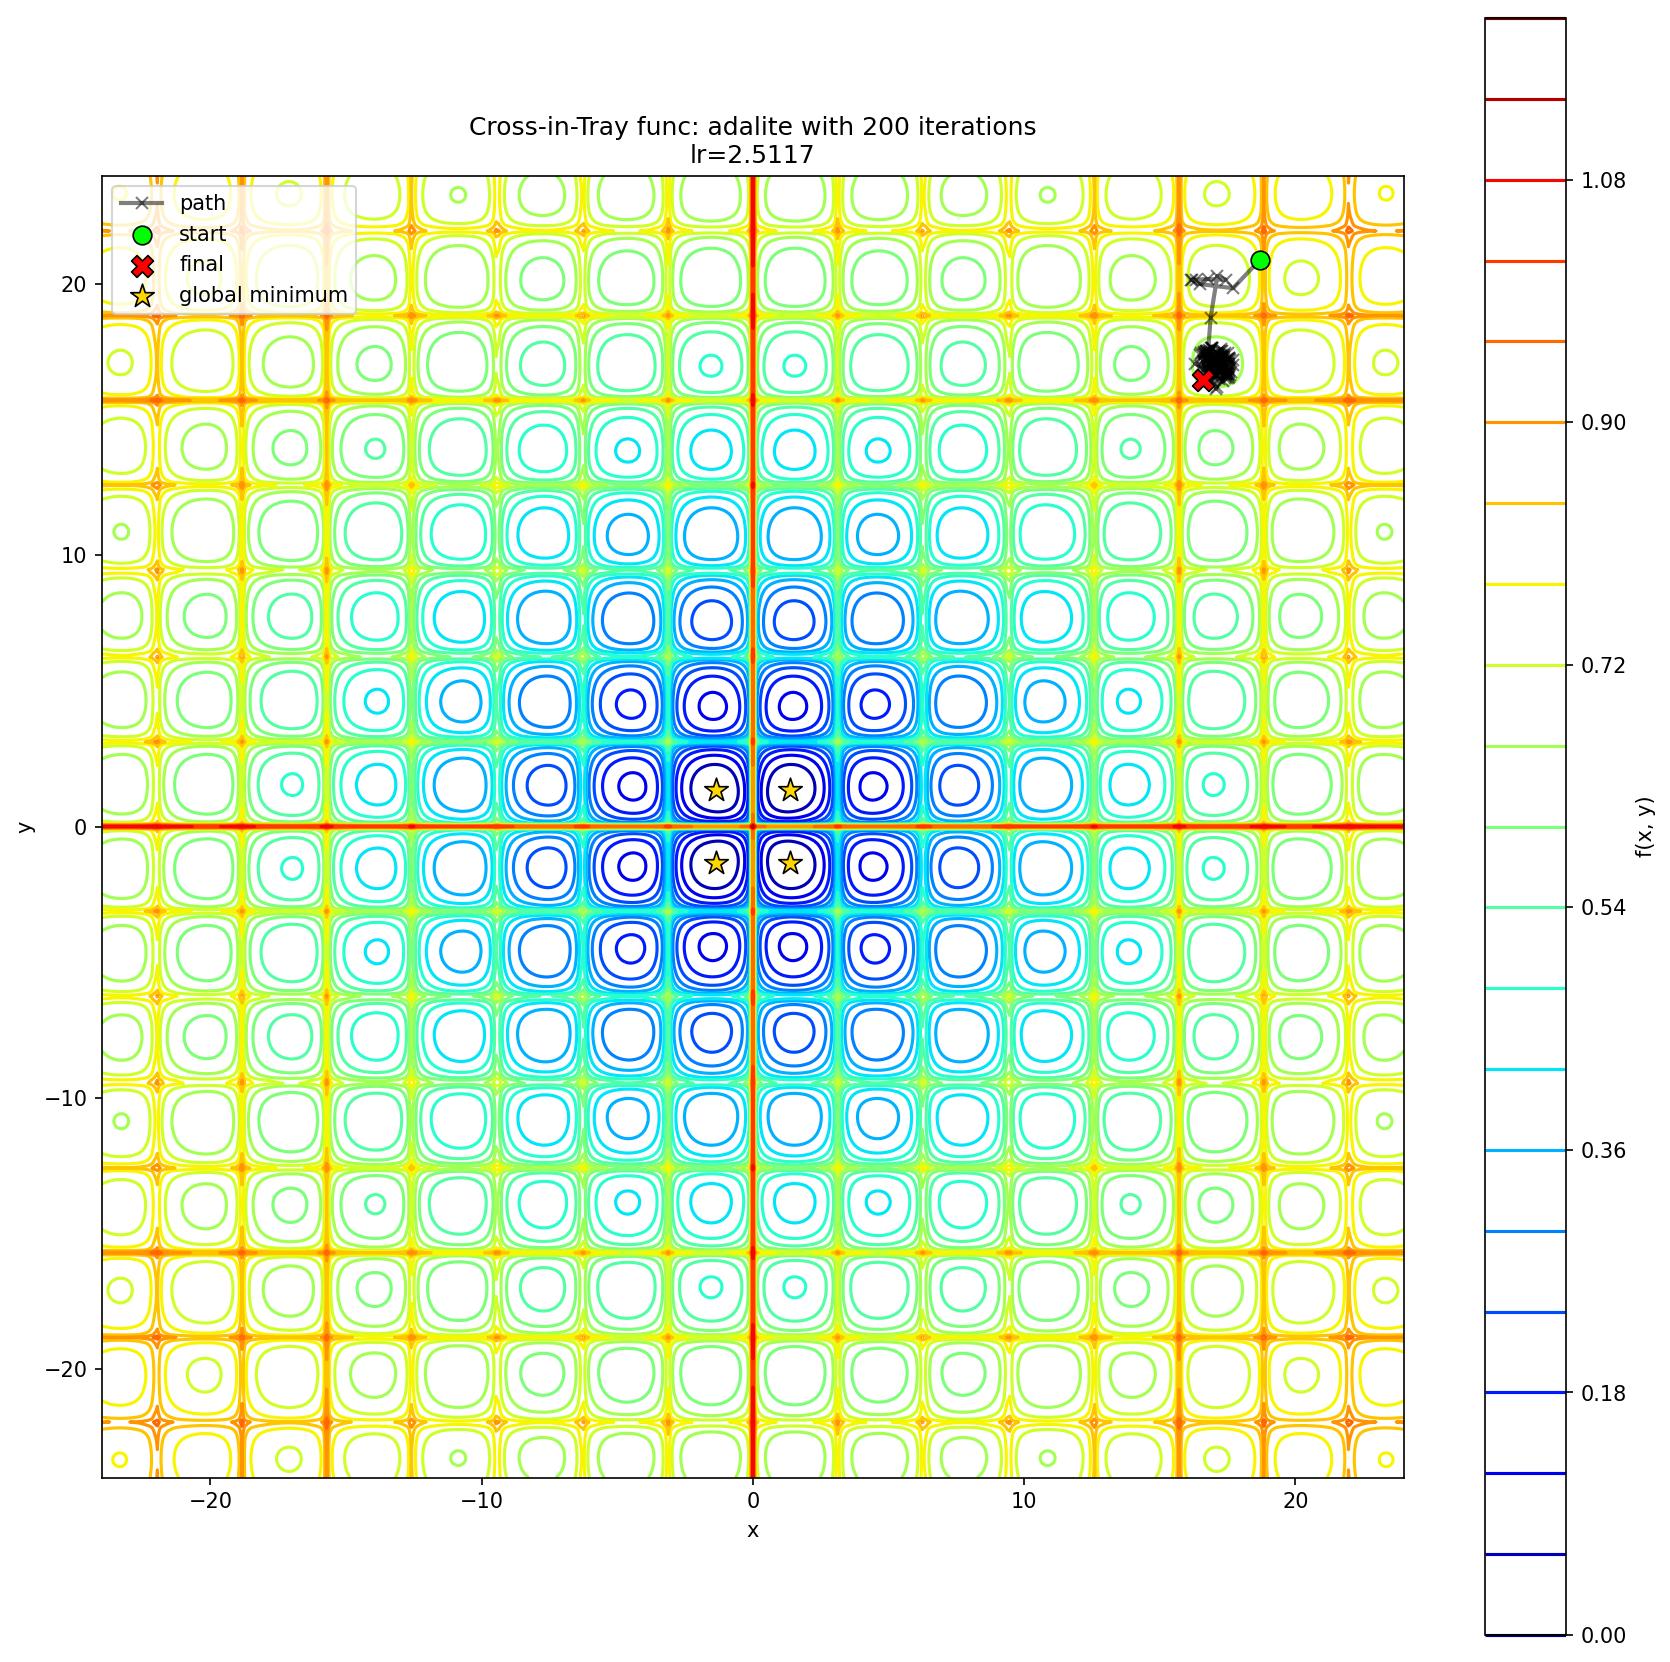 Cross-in-Tray func: adalite with 200 iterations
lr=2.5117
path
start
final
global minimum
20
10
0
−10
−20
y
−20
−10
0
10
20
x
1.08
0.90
0.72
0.54
0.36
0.18
0.00
f(x, y)